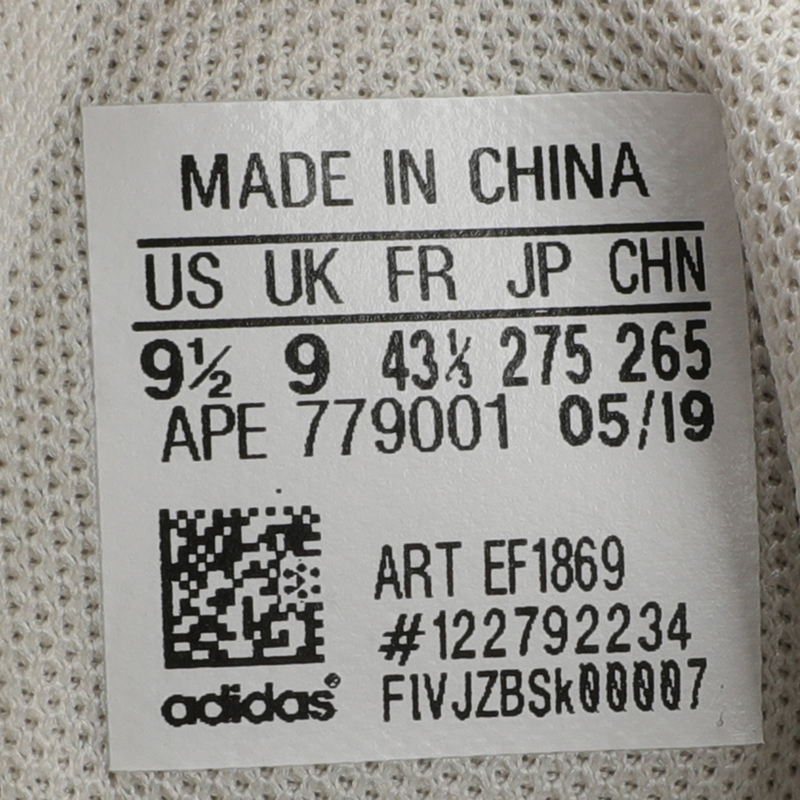 MADE IN CHINA
US UK FR JP CHN
9½ 9 43⅓ 275 265
APE 779001 05/19
ART EF1869
#122792234
FIVJZBSk00007
adidas®